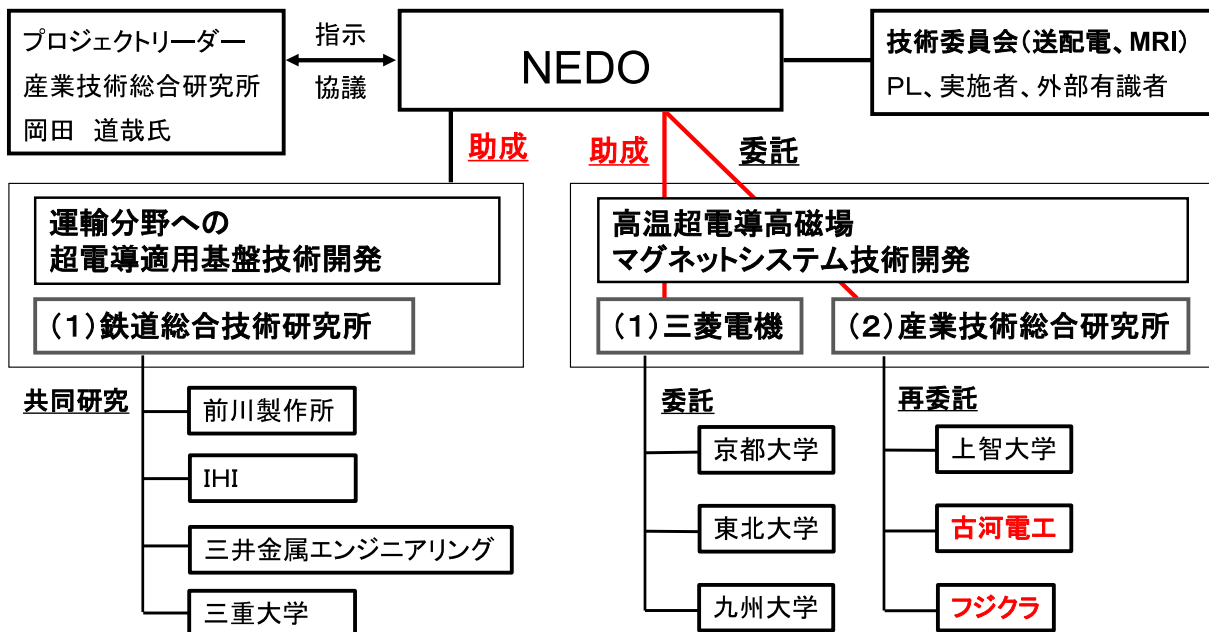 プロジェクトリーダー
産業技術総合研究所
岡田　道哉氏
指示
協議
NEDO
技術委員会(送配電、MRI)
PL、実施者、外部有識者
助成
助成
委託
運輸分野への
超電導適用基盤技術開発
(1)鉄道総合技術研究所
共同研究
前川製作所
IHI
三井金属エンジニアリング
三重大学
高温超電導高磁場
マグネットシステム技術開発
(1)三菱電機
委託
京都大学
東北大学
九州大学
(2)産業技術総合研究所
再委託
上智大学
古河電工
フジクラ